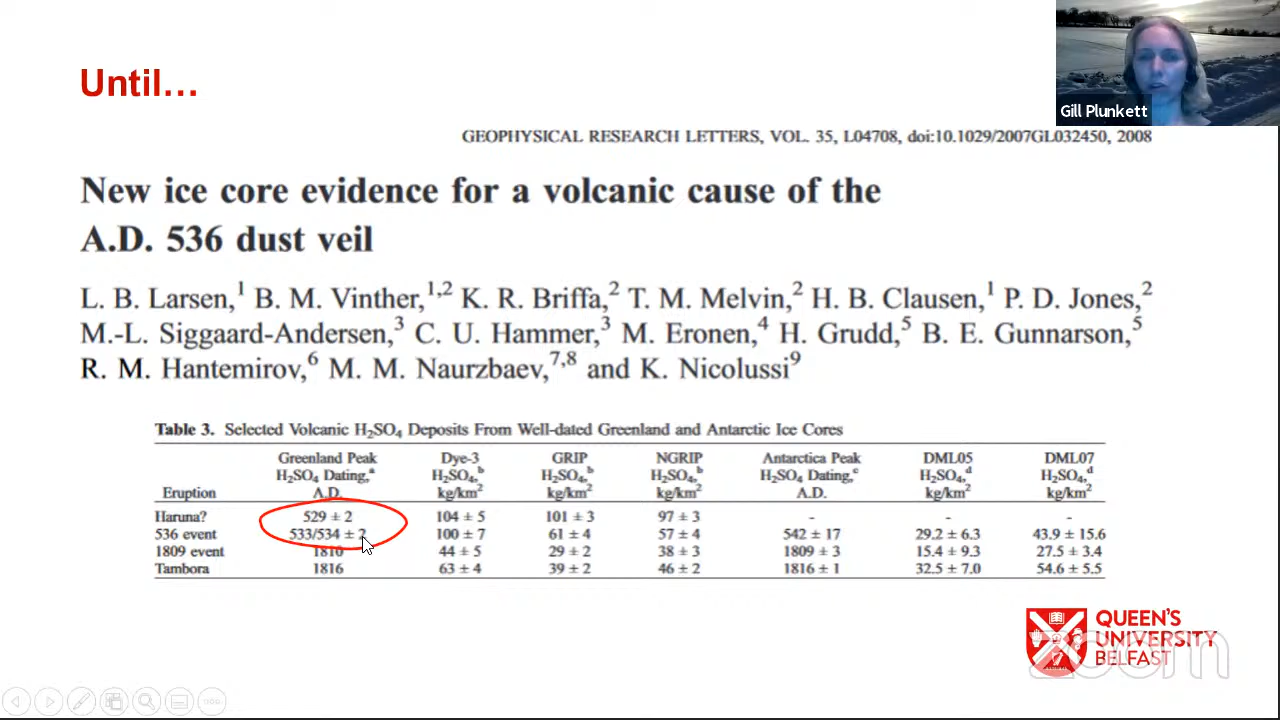 Until…
Gill Plunkett
GEOPHYSICAL RESEARCH LETTERS, VOL. 35, L04708, doi:10.1029/2007GL032450, 2008
New ice core evidence for a volcanic cause of the
A.D. 536 dust veil
L. B. Larsen,1 B. M. Vinther,1,2 K. R. Briffa,2 T. M. Melvin,2 H. B. Clausen,1 P. D. Jones,2
M.-L. Siggaard-Andersen,3 C. U. Hammer,3 M. Eronen,4 H. Grudd,5 B. E. Gunnarson,5
R. M. Hantemirov,6 M. M. Naurzbaev,7,8 and K. Nicolussi9
Table 3. Selected Volcanic H2SO4 Deposits From Well-dated Greenland and Antarctic Ice Cores
Greenland Peak Dye-3 GRIP NGRIP Antarctica Peak DML05 DML07
H2SO4 Dating,a H2SO4,b H2SO4,b H2SO4,b H2SO4 Dating,c H2SO4,d H2SO4,d
Eruption A.D. kg/km2 kg/km2 kg/km2 A.D. kg/km2 kg/km2
Haruna? 529 ± 2 104 ± 5 101 ± 3 97 ± 3 - - -
536 event 533/534 ± 2 100 ± 7 61 ± 4 57 ± 4 542 ± 17 29.2 ± 6.3 43.9 ± 15.6
1809 event 1810 44 ± 5 29 ± 2 38 ± 3 1809 ± 3 15.4 ± 9.3 27.5 ± 3.4
Tambora 1816 63 ± 4 39 ± 2 46 ± 2 1816 ± 1 32.5 ± 7.0 54.6 ± 5.5
QUEEN'S
UNIVERSITY
BELFAST
zoom